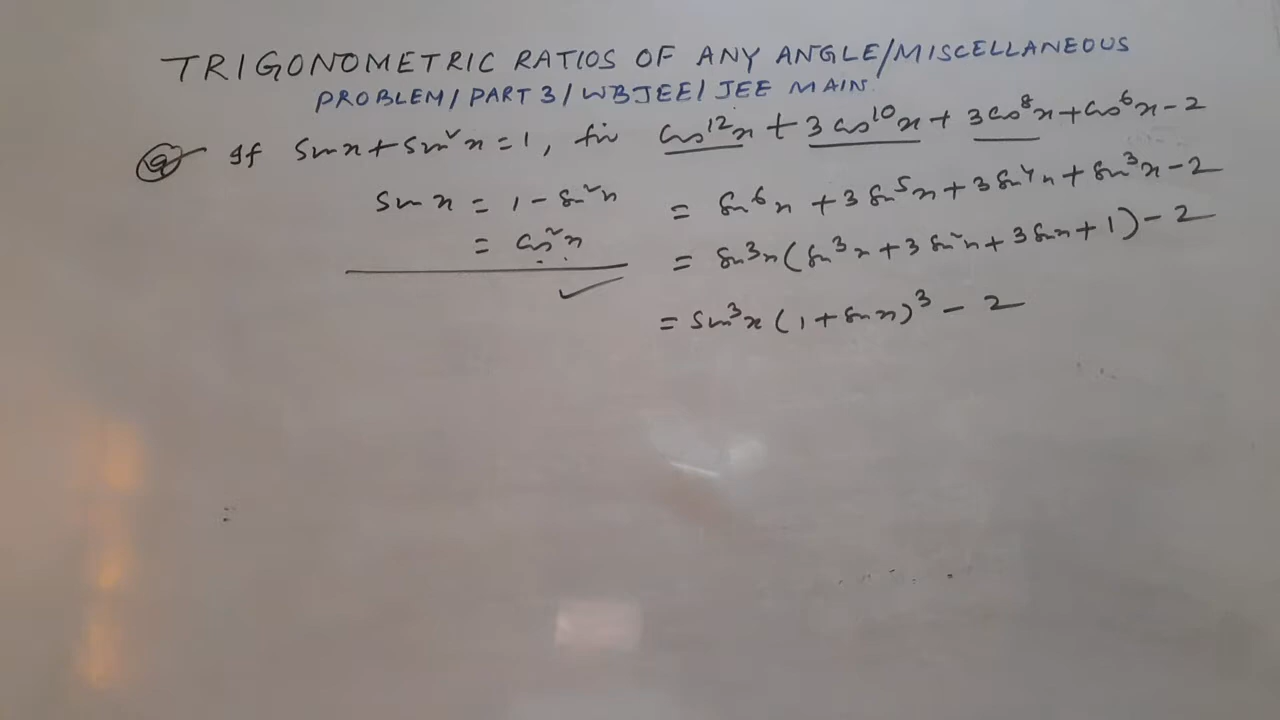 TRIGONOMETRIC RATIOS OF ANY ANGLE/MISCELLANEOUS
PROBLEM/PART 3/WBJEE/JEE MAIN.
Q If sinx + sin²x = 1, fin cos¹²x + 3cos¹⁰x + 3cos⁸x + cos⁶x - 2
sinx = 1 - sin²x
= cos²x
= sin⁶x + 3sin⁵x + 3sin⁴x + sin³x - 2
= sin³x (sin³x + 3sin²x + 3sinx + 1) - 2
= sin³x (1 + sinx)³ - 2